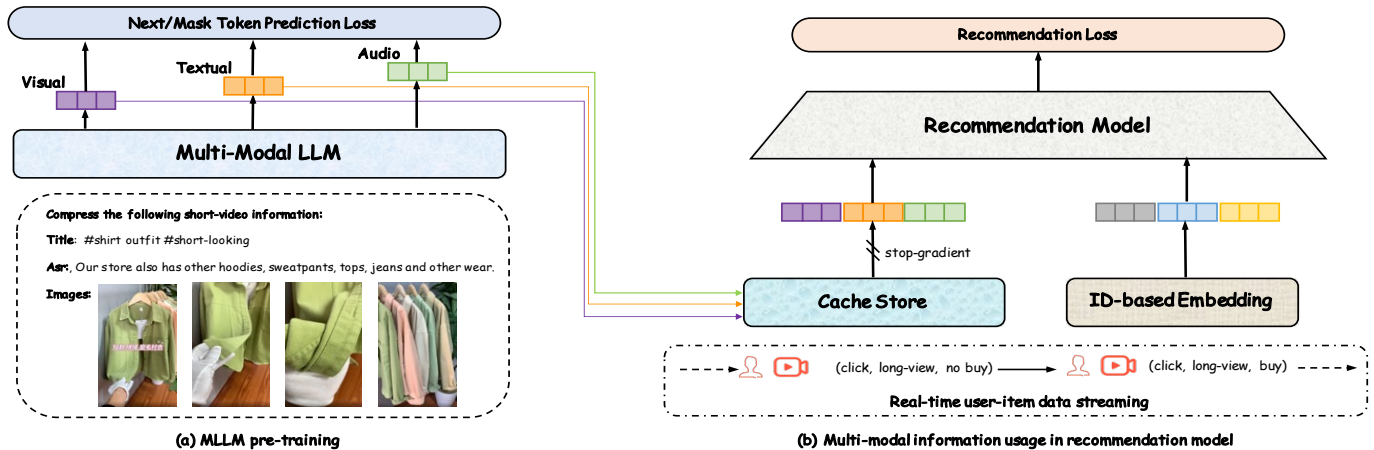 Next/Mask Token Prediction Loss
Visual
Textual
Audio
Multi-Modal LLM
Compress the following short-video information:
Title: #shirt outfit #short-looking
Asr:, Our store also has other hoodies, sweatpants, tops, jeans and other wear.
Images:
(a) MLLM pre-training
Recommendation Loss
Recommendation Model
stop-gradient
Cache Store
ID-based Embedding
(click, long-view, no buy)
(click, long-view, buy)
Real-time user-item data streaming
(b) Multi-modal information usage in recommendation model